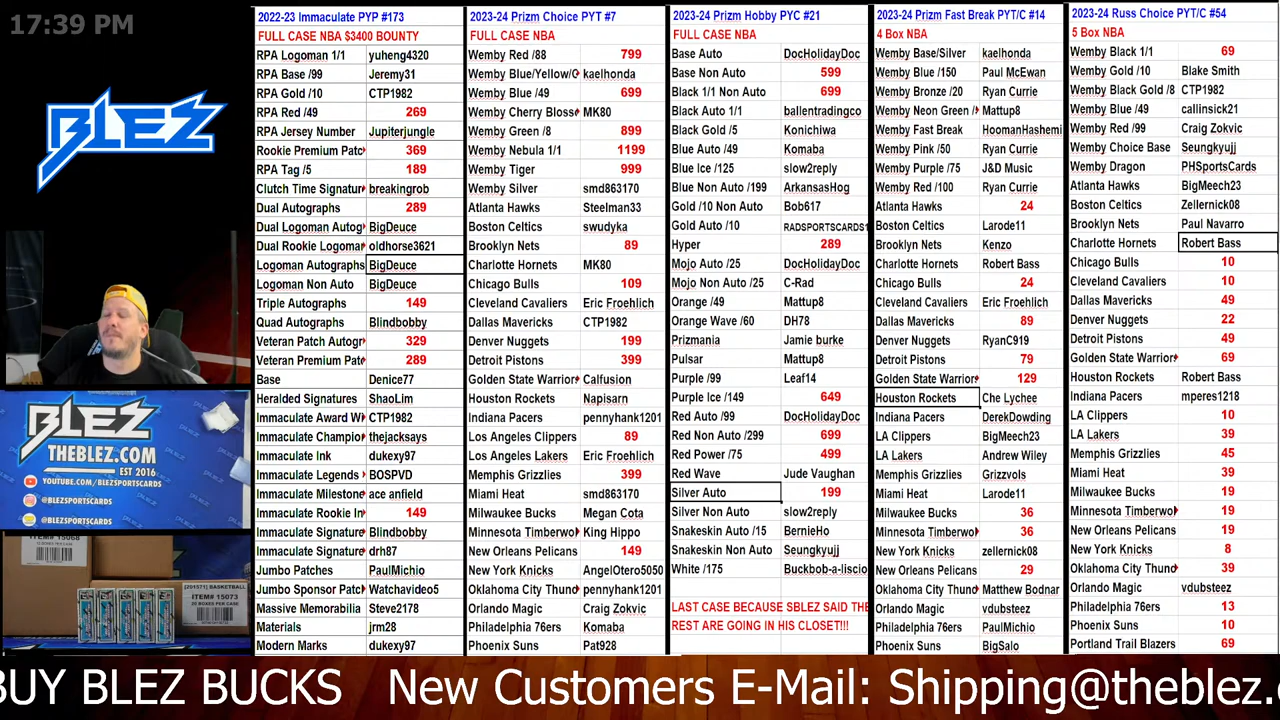 17:39 PM
BLEZ
BLEZ
THEBLEZ.COM
EST 2016
YOUTUBE.COM/BLEZSPORTSCARDS
@BLEZSPORTSCARDS
@BLEZSPORTSCARDS
ITEM# 15068
ITEM# 15073
2022-23 Immaculate PYP #173
FULL CASE NBA $3400 BOUNTY
RPA Logoman 1/1 yuheng4320
RPA Base /99 Jeremy31
RPA Gold /10 CTP1982
RPA Red /49 269
RPA Jersey Number Jupiterjungle
Rookie Premium Patc 369
RPA Tag /5 189
Clutch Time Signatur breakingrob
Dual Autographs 289
Dual Logoman Autog BigDeuce
Dual Rookie Logoma oldhorse3621
Logoman Autographs BigDeuce
Logoman Non Auto BigDeuce
Triple Autographs 149
Quad Autographs Blindbobby
Veteran Patch Autogr 329
Veteran Premium Pat 289
Base Denice77
Heralded Signatures ShaoLim
Immaculate Award W CTP1982
Immaculate Champio thejacksays
Immaculate Ink dukexy97
Immaculate Legends BOSPVD
Immaculate Milestone ace anfield
Immaculate Rookie In 149
Immaculate Signature Blindbobby
Immaculate Signature drh87
Jumbo Patches PaulMichio
Jumbo Sponsor Patc Watchavideo5
Massive Memorabilia Steve2178
Materials jrm28
Modern Marks dukexy97
2023-24 Prizm Choice PYT #7
FULL CASE NBA
Wemby Red /88 799
Wemby Blue/Yellow/G kaelhonda
Wemby Blue /49 699
Wemby Cherry Bloss MK80
Wemby Green /8 899
Wemby Nebula 1/1 1199
Wemby Tiger 999
Wemby Silver smd863170
Atlanta Hawks Steelman33
Boston Celtics swudyka
Brooklyn Nets 89
Charlotte Hornets MK80
Chicago Bulls 109
Cleveland Cavaliers Eric Froehlich
Dallas Mavericks CTP1982
Denver Nuggets 199
Detroit Pistons 399
Golden State Warrior Calfusion
Houston Rockets Napisarn
Indiana Pacers pennyhank1201
Los Angeles Clippers 89
Los Angeles Lakers Eric Froehlich
Memphis Grizzlies 399
Miami Heat smd863170
Milwaukee Bucks Megan Cota
Minnesota Timberwo King Hippo
New Orleans Pelicans 149
New York Knicks AngelOtero5050
Oklahoma City Thund pennyhank1201
Orlando Magic Craig Zokvic
Philadelphia 76ers Komaba
Phoenix Suns Pat928
2023-24 Prizm Hobby PYC #21
FULL CASE NBA
Base Auto DocHolidayDoc
Base Non Auto 599
Black 1/1 Non Auto 699
Black Auto 1/1 ballentradingco
Black Gold /5 Konichiwa
Blue Auto /49 Komaba
Blue Ice /125 slow2reply
Blue Non Auto /199 ArkansasHog
Gold /10 Non Auto Bob617
Gold Auto /10 RADSPORTSCARDS1
Hyper 289
Mojo Auto /25 DocHolidayDoc
Mojo Non Auto /25 C-Rad
Orange /49 Mattup8
Orange Wave /60 DH78
Prizmania Jamie burke
Pulsar Mattup8
Purple /99 Leaf14
Purple Ice /149 649
Red Auto /99 DocHolidayDoc
Red Non Auto /299 699
Red Power /75 499
Red Wave Jude Vaughan
Silver Auto 199
Silver Non Auto slow2reply
Snakeskin Auto /15 BernieHo
Snakeskin Non Auto Seungkyujj
White /175 Buckbob-a-liscio
LAST CASE BECAUSE SBLEZ SAID THE
REST ARE GOING IN HIS CLOSET!!!
2023-24 Prizm Fast Break PYT/C #14
4 Box NBA
Wemby Base/Silver kaelhonda
Wemby Blue /150 Paul McEwan
Wemby Bronze /20 Ryan Currie
Wemby Neon Green / Mattup8
Wemby Fast Break HoomanHashemi
Wemby Pink /50 Ryan Currie
Wemby Purple /75 J&D Music
Wemby Red /100 Ryan Currie
Atlanta Hawks 24
Boston Celtics Larode11
Brooklyn Nets Kenzo
Charlotte Hornets Robert Bass
Chicago Bulls 24
Cleveland Cavaliers Eric Froehlich
Dallas Mavericks 89
Denver Nuggets RyanC919
Detroit Pistons 79
Golden State Warrior 129
Houston Rockets Che Lychee
Indiana Pacers DerekDowding
LA Clippers BigMeech23
LA Lakers Andrew Wiley
Memphis Grizzlies Grizzvols
Miami Heat Larode11
Milwaukee Bucks 36
Minnesota Timberwo 36
New York Knicks zellernick08
New Orleans Pelicans 29
Oklahoma City Thund Matthew Bodnar
Orlando Magic vdubsteez
Philadelphia 76ers PaulMichio
Phoenix Suns BigSalo
2023-24 Russ Choice PYT/C #54
5 Box NBA
Wemby Black 1/1 69
Wemby Gold /10 Blake Smith
Wemby Black Gold /8 CTP1982
Wemby Blue /49 callinsick21
Wemby Red /99 Craig Zokvic
Wemby Choice Base Seungkyujj
Wemby Dragon PHSportsCards
Atlanta Hawks BigMeech23
Boston Celtics Zellernick08
Brooklyn Nets Paul Navarro
Charlotte Hornets Robert Bass
Chicago Bulls 10
Cleveland Cavaliers 10
Dallas Mavericks 49
Denver Nuggets 22
Detroit Pistons 49
Golden State Warrior 69
Houston Rockets Robert Bass
Indiana Pacers mperes1218
LA Clippers 10
LA Lakers 39
Memphis Grizzlies 45
Miami Heat 39
Milwaukee Bucks 19
Minnesota Timberwo 19
New Orleans Pelicans 19
New York Knicks 8
Oklahoma City Thund 39
Orlando Magic vdubsteez
Philadelphia 76ers 13
Phoenix Suns 10
Portland Trail Blazers 69
BUY BLEZ BUCKS New Customers E-Mail: Shipping@theblez.c